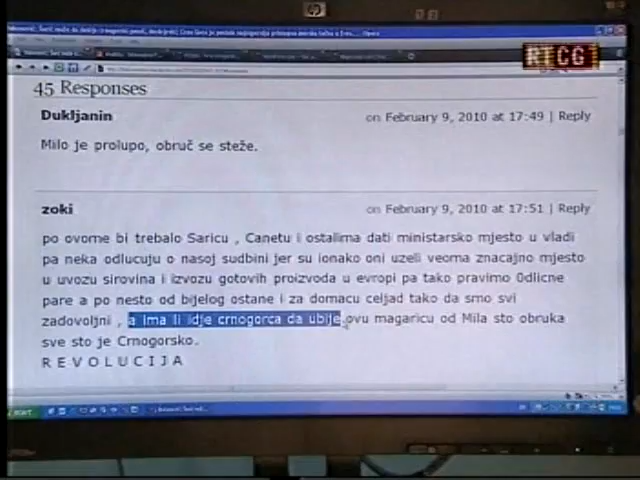 hp
RTCG
45 Responses
Dukljanin
on February 9, 2010 at 17:49 | Reply
Milo je prolupo, obruč se steže.
zoki
on February 9, 2010 at 17:51 | Reply
po ovome bi trebalo Saricu , Canetu i ostalima dati ministarsko mjesto u vladi
pa neka odlucuju o nasoj sudbini jer su ionako oni uzeli veoma znacajno mjesto
u uvozu sirovina i izvozu gotovih proizvoda u evropi pa tako pravimo Odlicne
pare a po nesto od bijelog ostane i za domacu celjad tako da smo svi
zadovoljni , a ima li idje crnogorca da ubije ovu magaricu od Mila sto obruka
sve sto je Crnogorsko.
R E V O L U C I J A